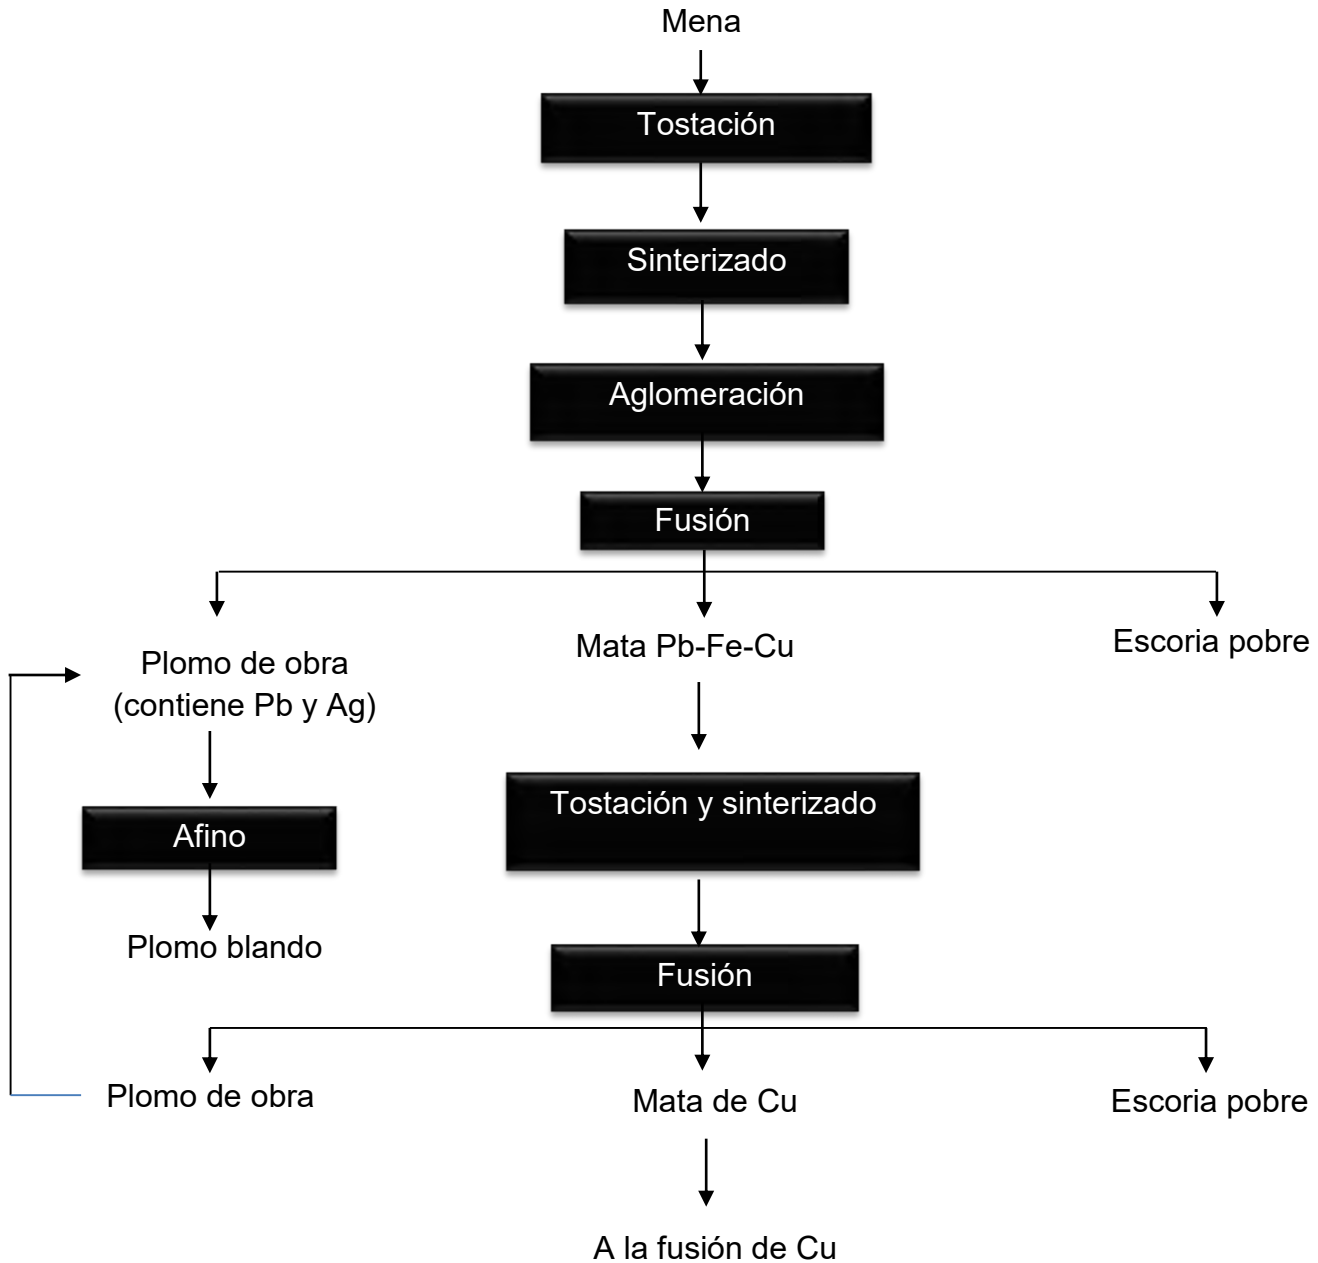 Mena
Tostación
Sinterizado
Aglomeración
Fusión
Plomo de obra
(contiene Pb y Ag)
Mata Pb-Fe-Cu
Escoria pobre
Tostación y sinterizado
Afino
Plomo blando
Fusión
Plomo de obra
Mata de Cu
Escoria pobre
A la fusión de Cu